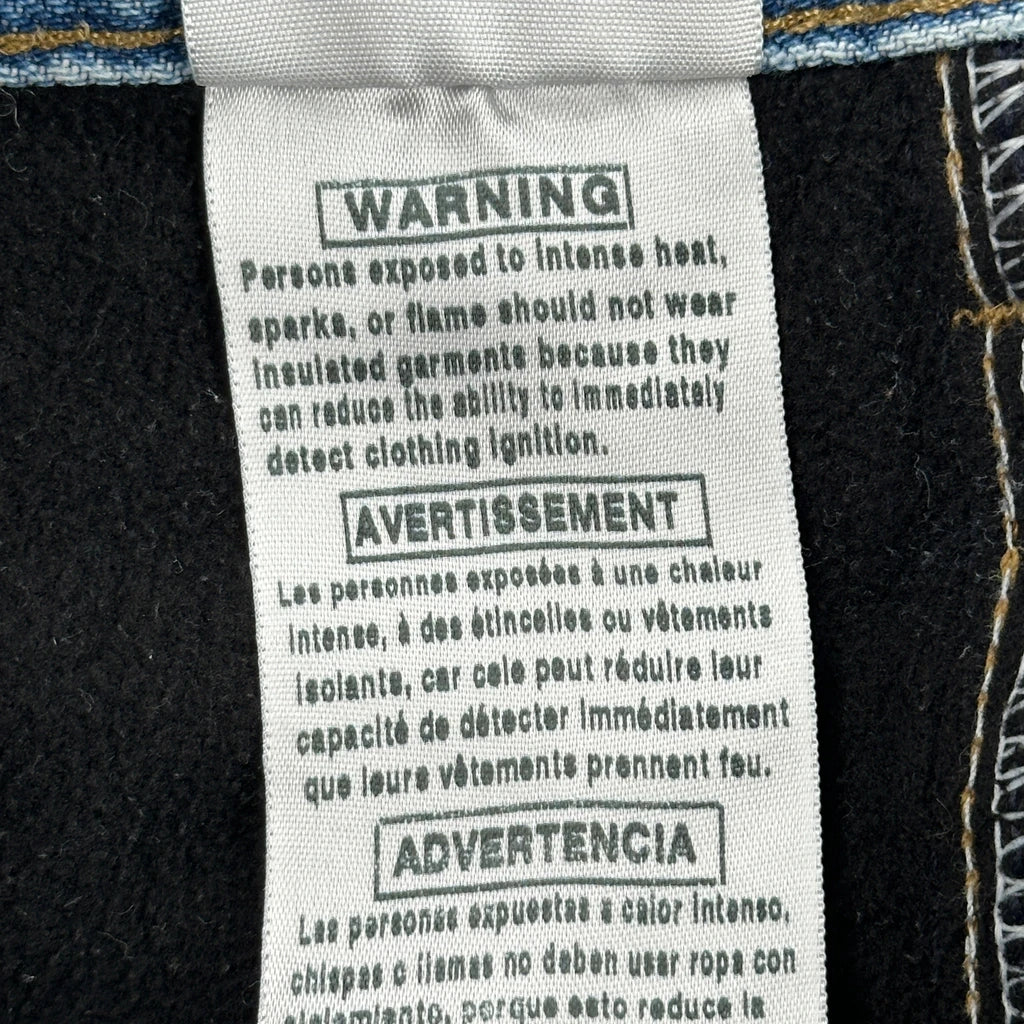 WARNING
Persons exposed to intense heat,
sparks, or flame should not wear
insulated garments because they
can reduce the ability to immediately
detect clothing ignition.
AVERTISSEMENT
Les personnes exposées à une chaleur
intense, à des étincelles ou vêtements
isolants, car cele peut réduire leur
capacité de détecter immédiatement
que leurs vêtements prennent feu.
ADVERTENCIA
Las personas expuestas a calor intenso,
chispas o llamas no deben usar ropa con
aislamiento, porque esto reduce la